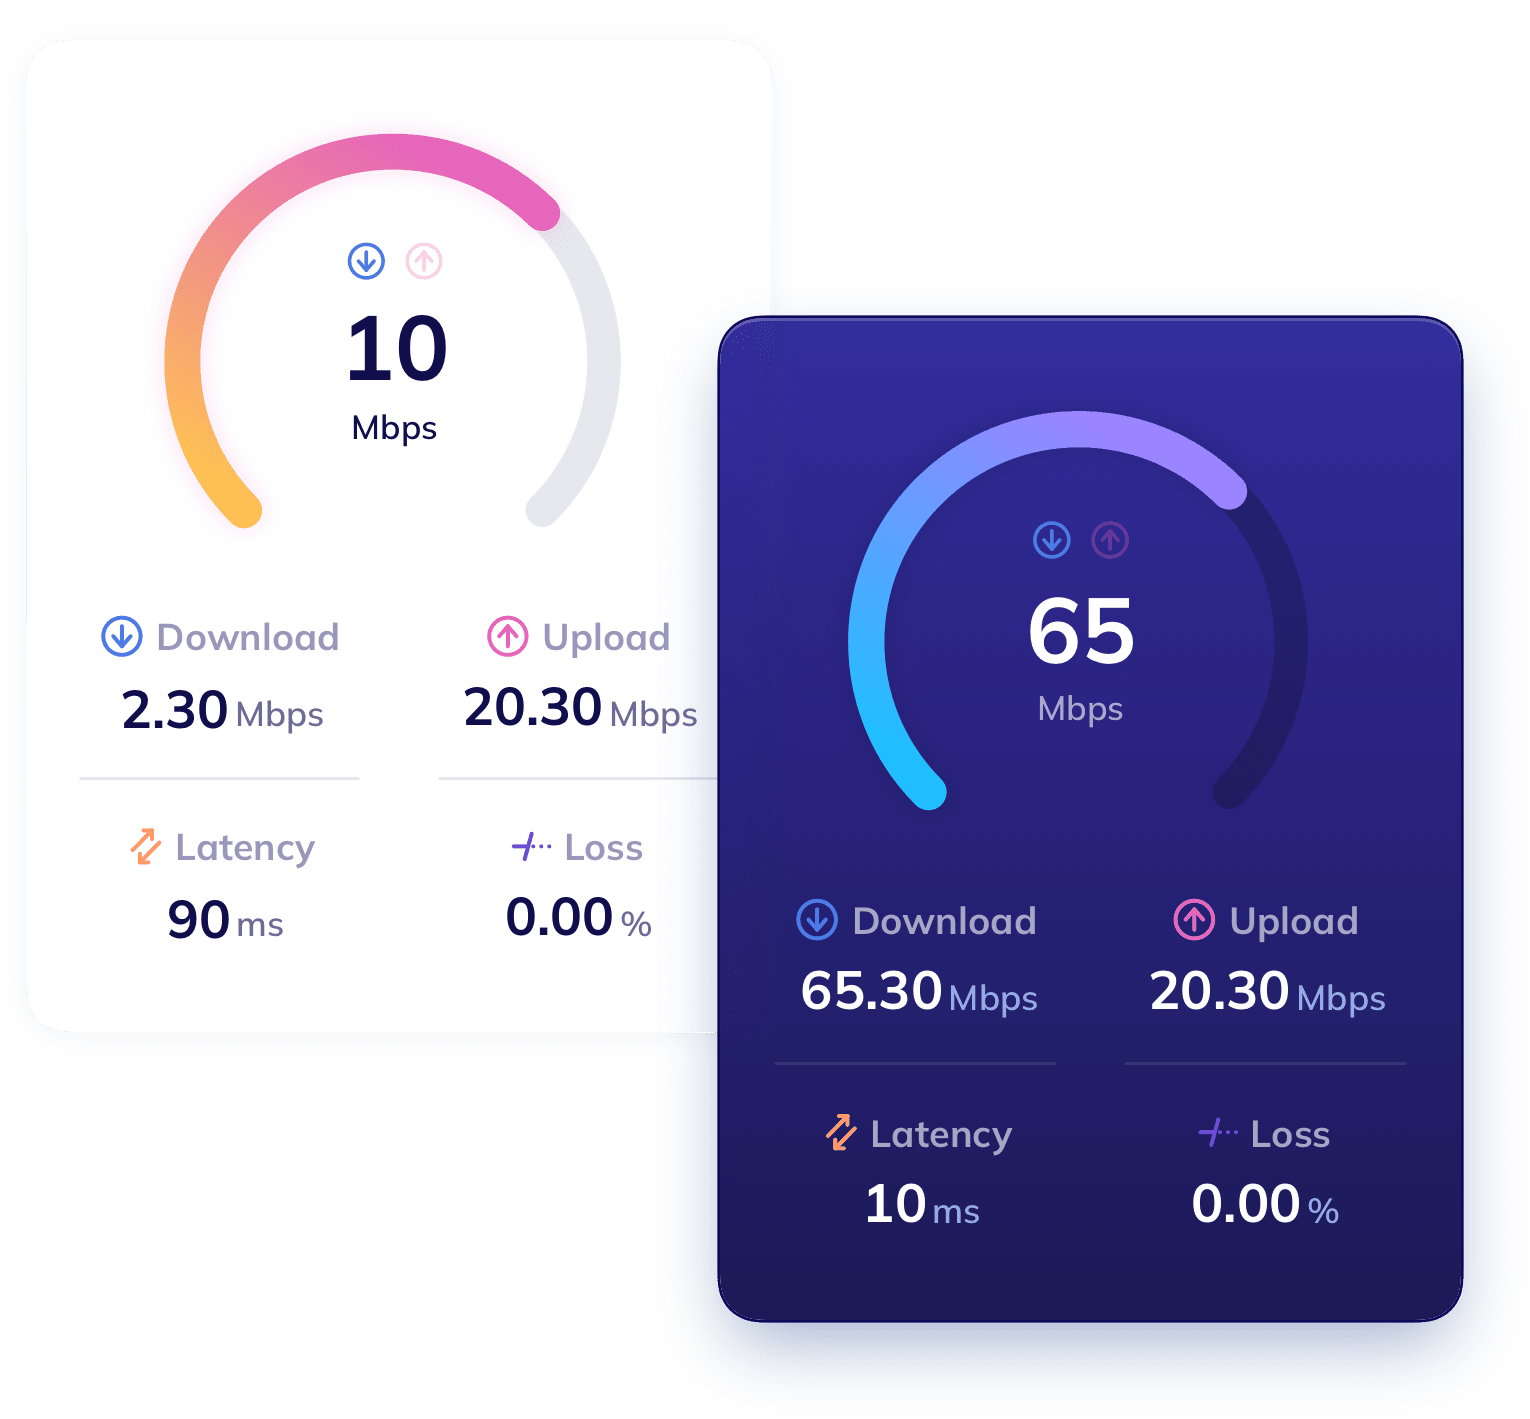 10
Mbps
Download
2.30 Mbps
Upload
20.30 Mbps
Latency
90 ms
Loss
0.00 %
65
Mbps
Download
65.30 Mbps
Upload
20.30 Mbps
Latency
10 ms
Loss
0.00 %